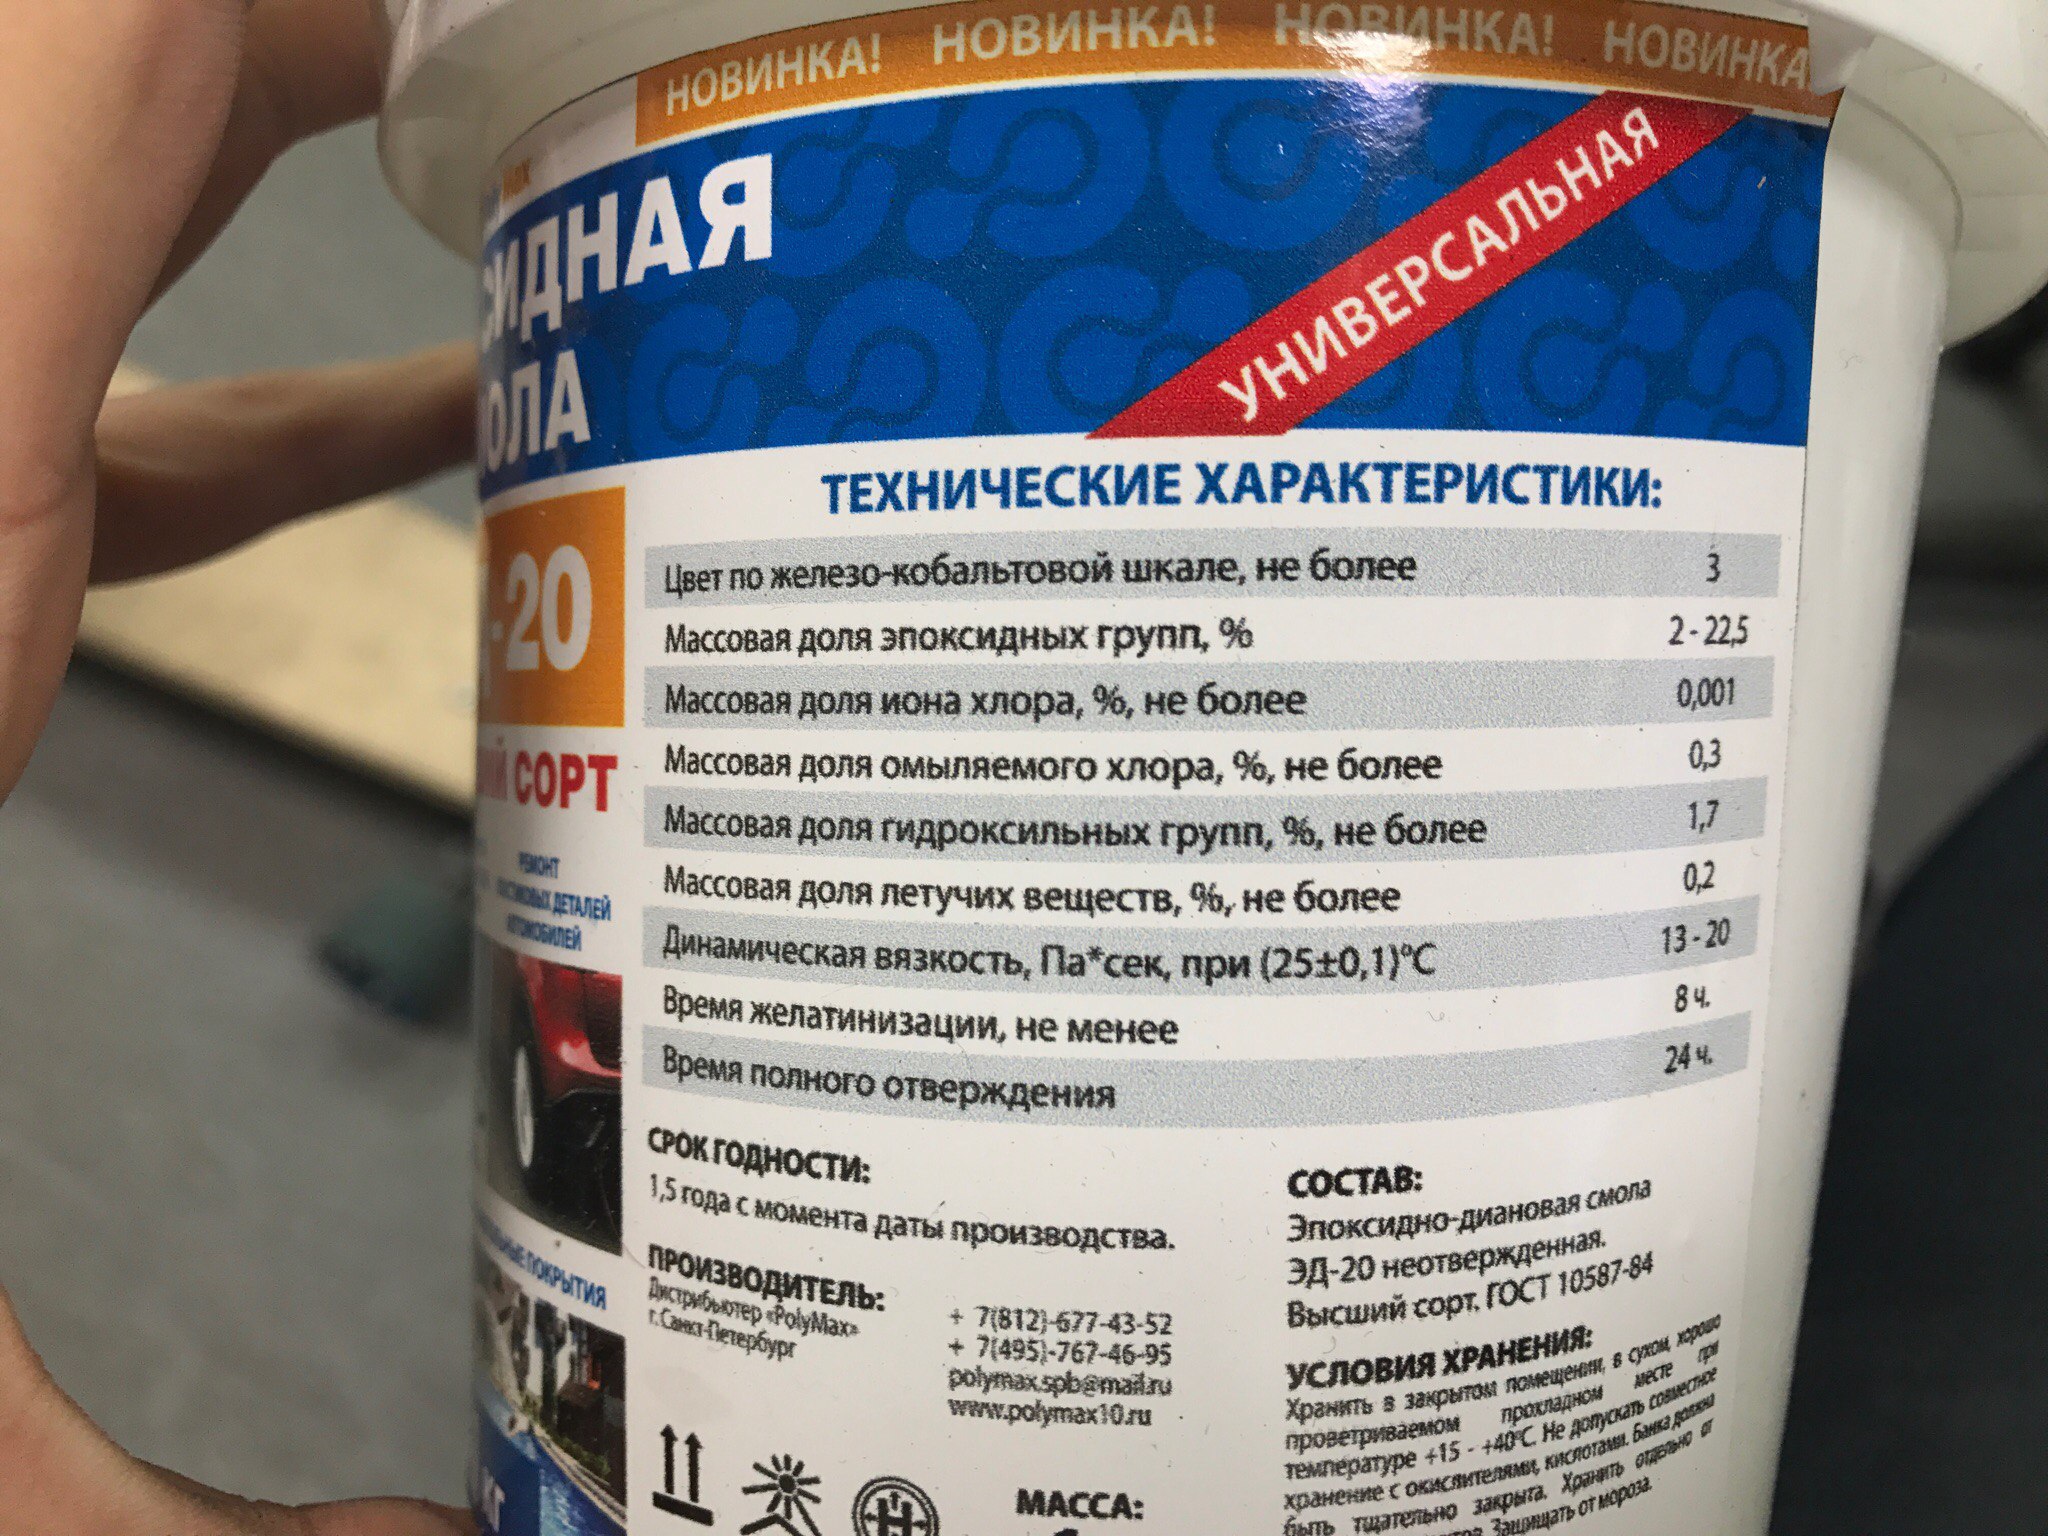 НОВИНКА! НОВИНКА! НОВИНКА! НОВИНКА!
СИДНАЯ
ОЛА
УНИВЕРСАЛЬНАЯ
-20
СОРТ
РЕМОНТ
ДЕТАЛЕЙ
АВТОМОБИЛЕЙ
ПОКРЫТИЯ
КГ
ТЕХНИЧЕСКИЕ ХАРАКТЕРИСТИКИ:
Цвет по железо-кобальтовой шкале, не более 3
Массовая доля эпоксидных групп, % 2 - 22,5
Массовая доля иона хлора, %, не более 0,001
Массовая доля омыляемого хлора, %, не более 0,3
Массовая доля гидроксильных групп, %, не более 1,7
Массовая доля летучих веществ, %, не более 0,2
Динамическая вязкость, Па*сек, при (25±0,1)°С 13 - 20
Время желатинизации, не менее 8 ч.
Время полного отверждения 24 ч.
СРОК ГОДНОСТИ:
1,5 года с момента даты производства.
ПРОИЗВОДИТЕЛЬ:
Дистрибьютер «PolyMax»
г. Санкт-Петербург
+ 7(812)-677-43-52
+ 7(495)-767-46-95
polymax.spb@mail.ru
www.polymax10.ru
МАССА:
СОСТАВ:
Эпоксидно-диановая смола
ЭД-20 неотвержденная.
Высший сорт. ГОСТ 10587-84
УСЛОВИЯ ХРАНЕНИЯ:
Хранить в закрытом помещении, в сухом, хорошо
проветриваемом прохладном месте при
температуре +15 - +40°С. Не допускать совместное
хранение с окислителями, кислотами. Банка должна
быть тщательно закрыта. Хранить отдельно от
Защищать от мороза.